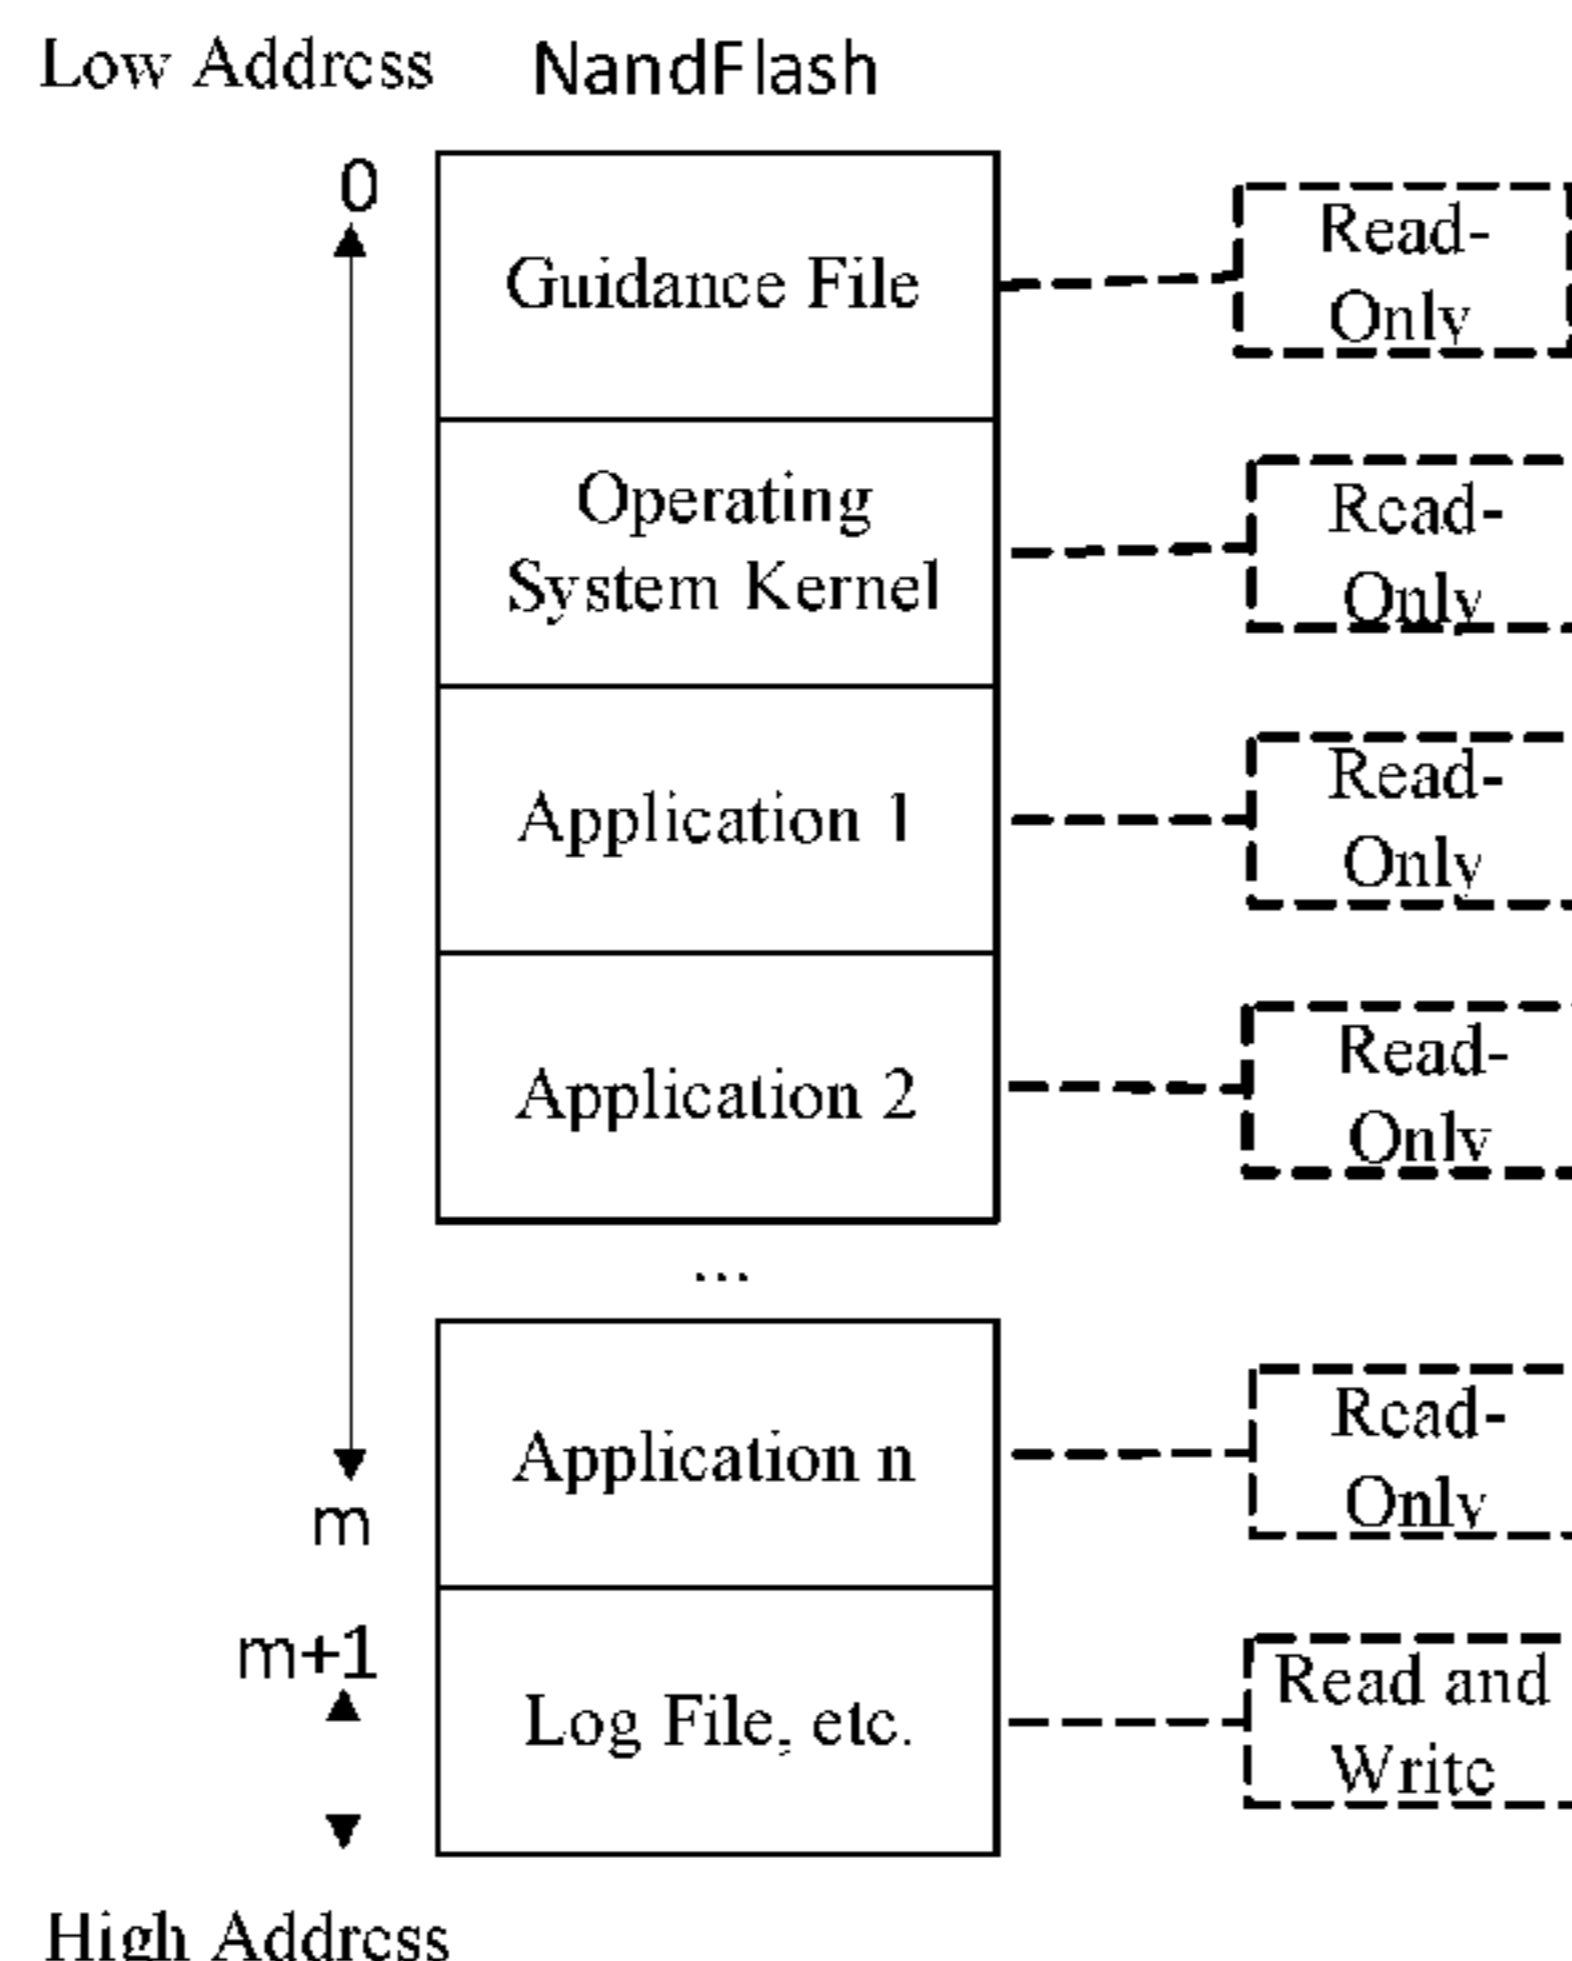 Low Address NandFlash
0
Guidance File
Read-
Only
Operating
System Kernel
Read-
Only
Application 1
Read-
Only
Application 2
Read-
Only
...
Application n
Read-
Only
m
m+1
Log File, etc.
Read and
Write
High Address